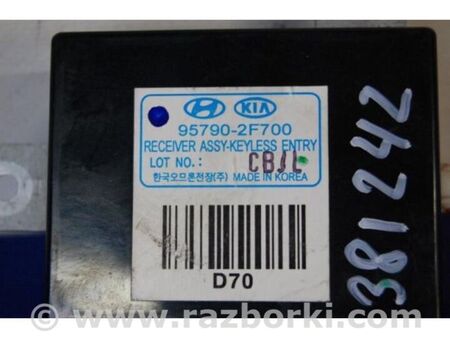 HYUNDAI KIA
95790-2F700
RECEIVER ASSY-KEYLESS ENTRY
LOT NO.: CB/L
한국오므론전장(주) MADE IN KOREA
D70
381242
www.razborki.com